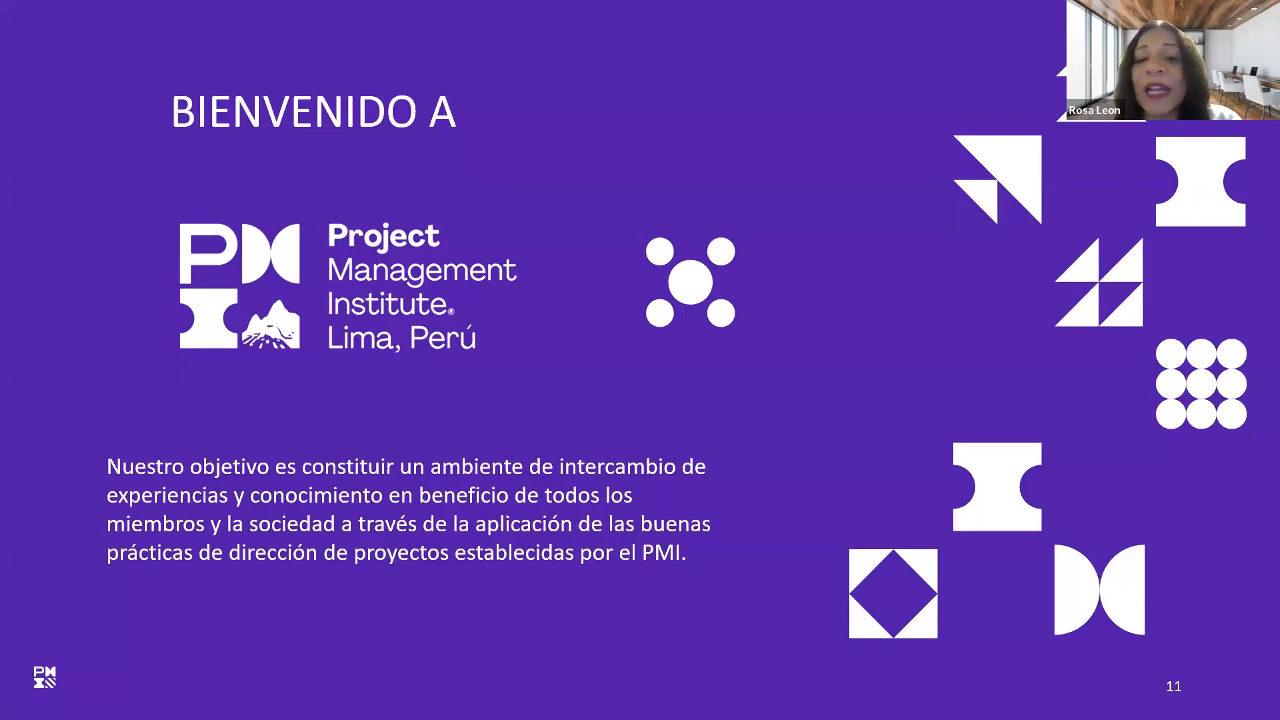 Rosa Leon
BIENVENIDO A
PMI
Project
Management
Institute®
Lima, Perú
Nuestro objetivo es constituir un ambiente de intercambio de
experiencias y conocimiento en beneficio de todos los
miembros y la sociedad a través de la aplicación de las buenas
prácticas de dirección de proyectos establecidas por el PMI.
PMI
11